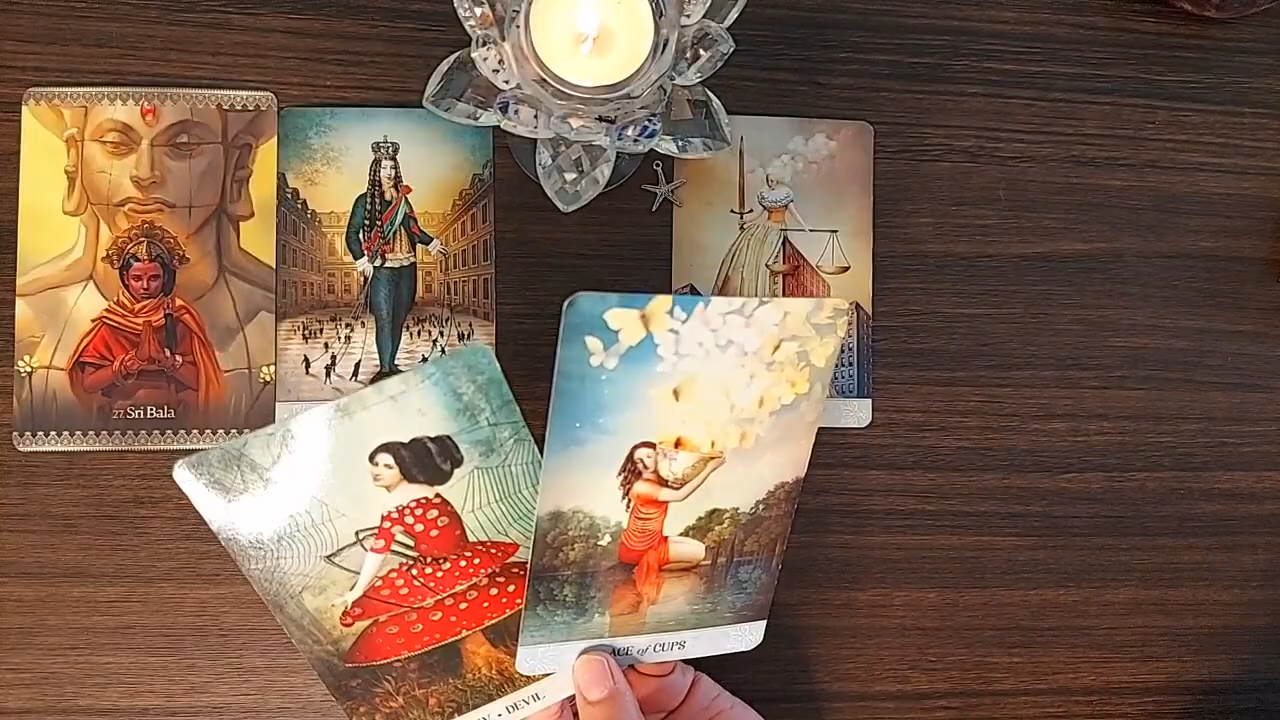 27. Sri Bala
ACE of CUPS
• DEVIL